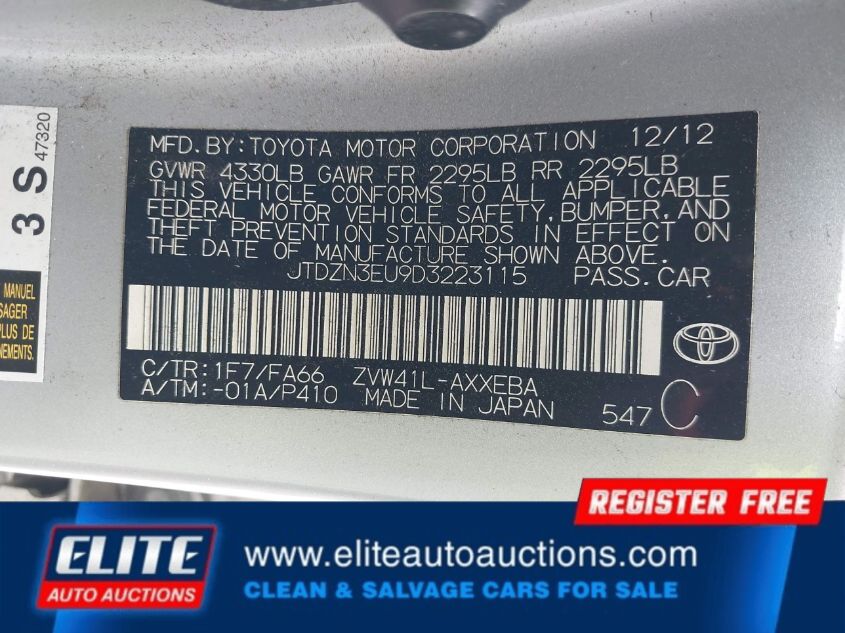 3 S 47320
MANUEL
SAGER
PLUS DE
NEMENTS.
MFD. BY: TOYOTA MOTOR CORPORATION 12/12
GVWR 4330LB GAWR FR 2295LB RR 2295LB
THIS VEHICLE CONFORMS TO ALL APPLICABLE
FEDERAL MOTOR VEHICLE SAFETY, BUMPER, AND
THEFT PREVENTION STANDARDS IN EFFECT ON
THE DATE OF MANUFACTURE SHOWN ABOVE.
JTDZN3EU9D3223115 PASS.CAR
C/TR: 1F7/FA66 ZVW41L-AXXEBA
A/TM: -01A/P410 MADE IN JAPAN 547 C
REGISTER FREE
ELITE
AUTO AUCTIONS
www.eliteautoauctions.com
CLEAN & SALVAGE CARS FOR SALE